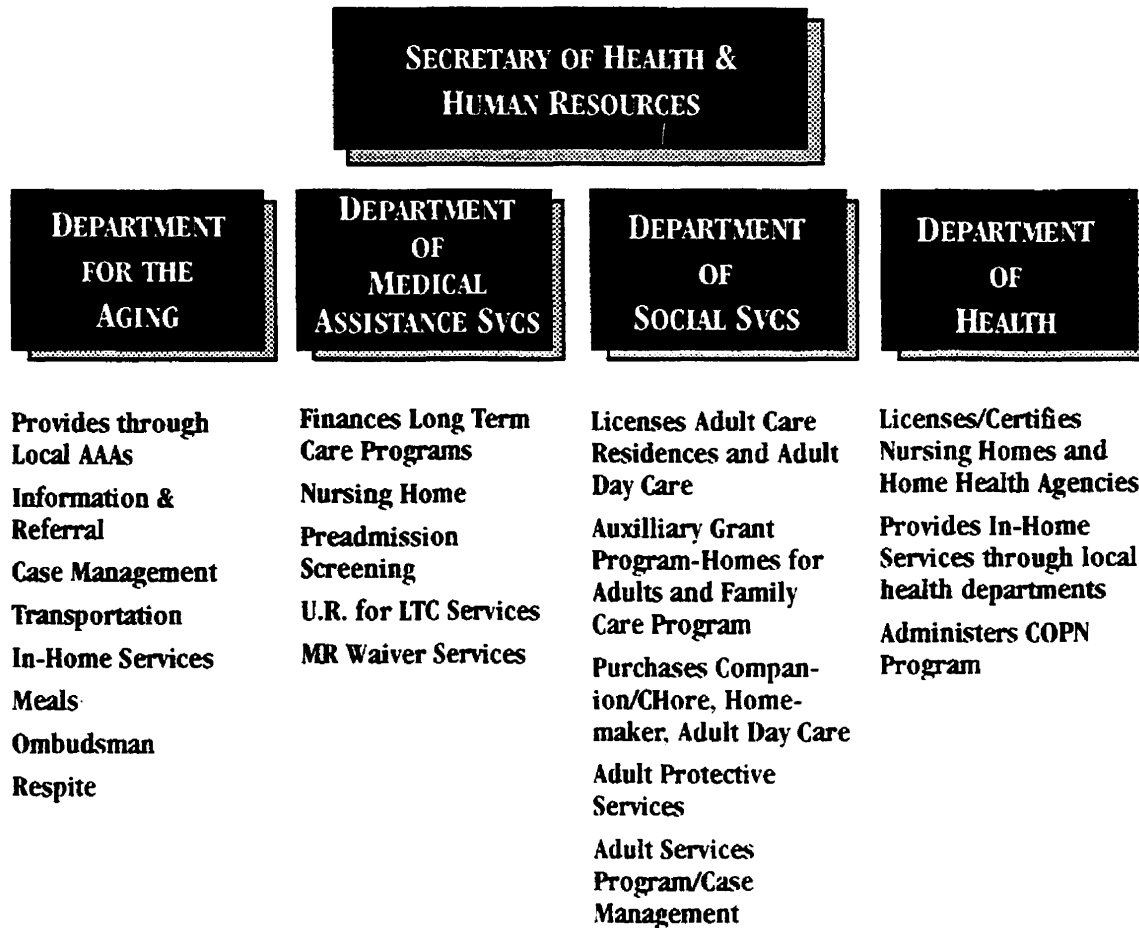 SECRETARY OF HEALTH &
HUMAN RESOURCES
DEPARTMENT
FOR THE
AGING
DEPARTMENT
OF
MEDICAL
ASSISTANCE SVCS
DEPARTMENT
OF
SOCIAL SVCS
DEPARTMENT
OF
HEALTH
Provides through
Local AAAs
Information &
Referral
Case Management
Transportation
In-Home Services
Meals
Ombudsman
Respite
Finances Long Term
Care Programs
Nursing Home
Preadmission
Screening
U.R. for LTC Services
MR Waiver Services
Licenses Adult Care
Residences and Adult
Day Care
Auxilliary Grant
Program-Homes for
Adults and Family
Care Program
Purchases Compan-
ion/CHore, Home-
maker, Adult Day Care
Adult Protective
Services
Adult Services
Program/Case
Management
Licenses/Certifies
Nursing Homes and
Home Health Agencies
Provides In-Home
Services through local
health departments
Administers COPN
Program